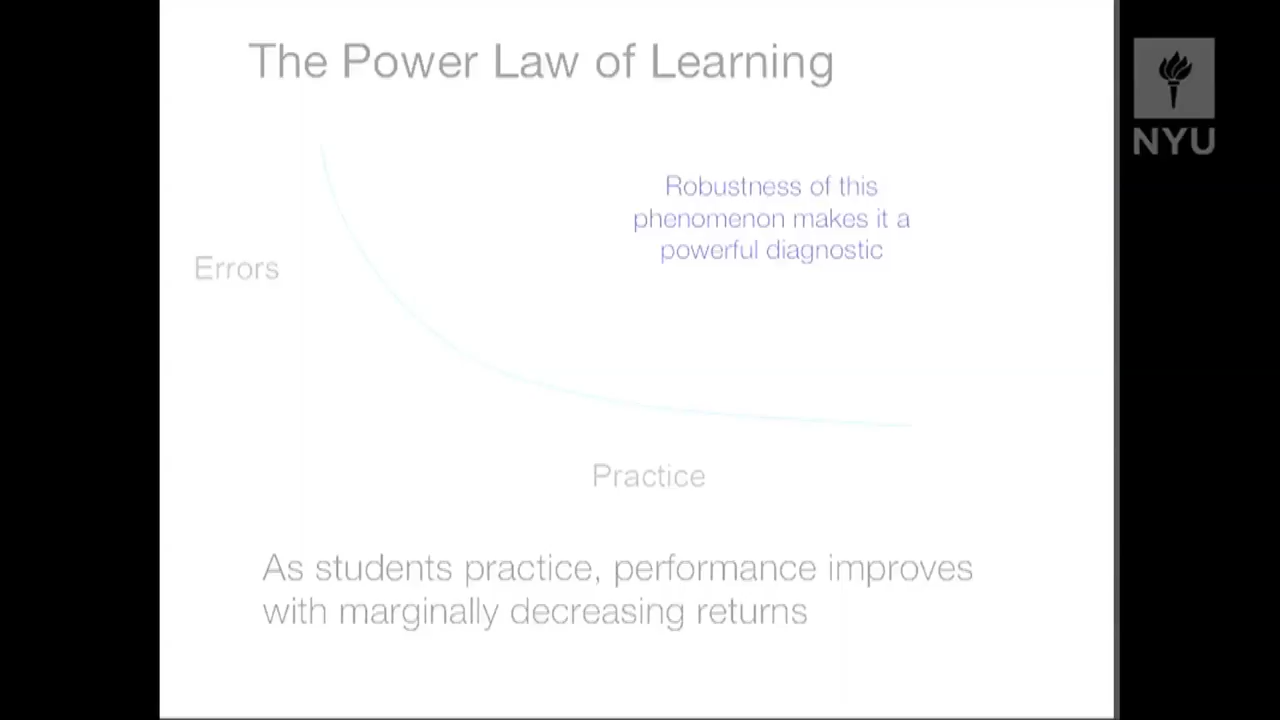 The Power Law of Learning
NYU
Robustness of this
phenomenon makes it a
powerful diagnostic
Errors
Practice
As students practice, performance improves
with marginally decreasing returns